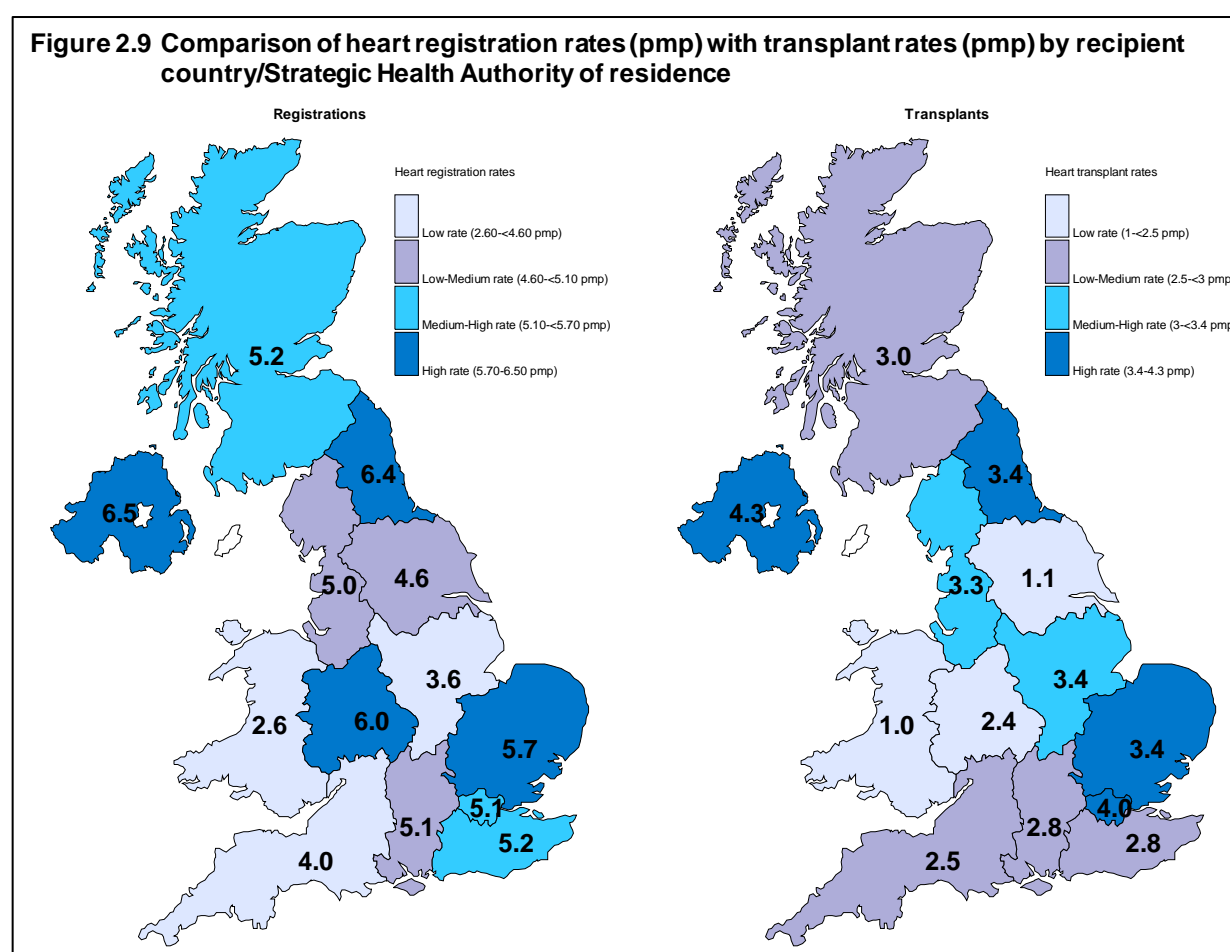 Figure 2.9 Comparison of heart registration rates (pmp) with transplant rates (pmp) by recipient
country/Strategic Health Authority of residence
Registrations
Heart registration rates
Low rate (2.60-<4.60 pmp)
Low-Medium rate (4.60-<5.10 pmp)
Medium-High rate (5.10-<5.70 pmp)
High rate (5.70-6.50 pmp)
5.2
6.4
6.5
5.0
4.6
3.6
2.6
6.0
5.7
5.1
5.1
5.2
4.0
Transplants
Heart transplant rates
Low rate (1-<2.5 pmp)
Low-Medium rate (2.5-<3 pmp
Medium-High rate (3-<3.4 pmp
High rate (3.4-4.3 pmp)
3.0
3.4
4.3
3.3
1.1
3.4
1.0
2.4
3.4
4.0
2.8
2.8
2.5